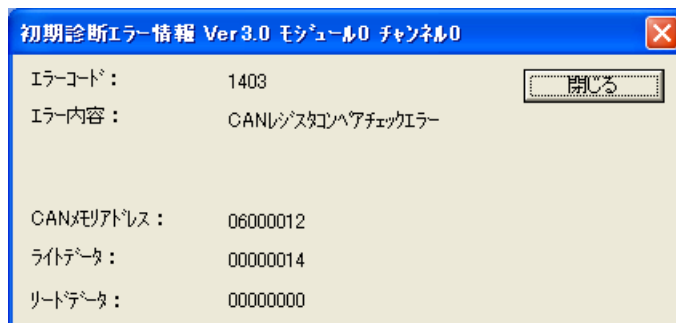 初期診断ｴﾗｰ情報 Ver3.0 ﾓｼﾞｭｰﾙ0 ﾁｬﾝﾈﾙ0
ｴﾗｰｺｰﾄﾞ： 1403 閉じる
ｴﾗｰ内容： CANﾚｼﾞｽﾀｺﾝﾍﾟｱﾁｪｯｸｴﾗｰ
CANﾒﾓﾘｱﾄﾞﾚｽ： 06000012
ﾗｲﾄﾃﾞｰﾀ： 00000014
ﾘｰﾄﾞﾃﾞｰﾀ： 00000000